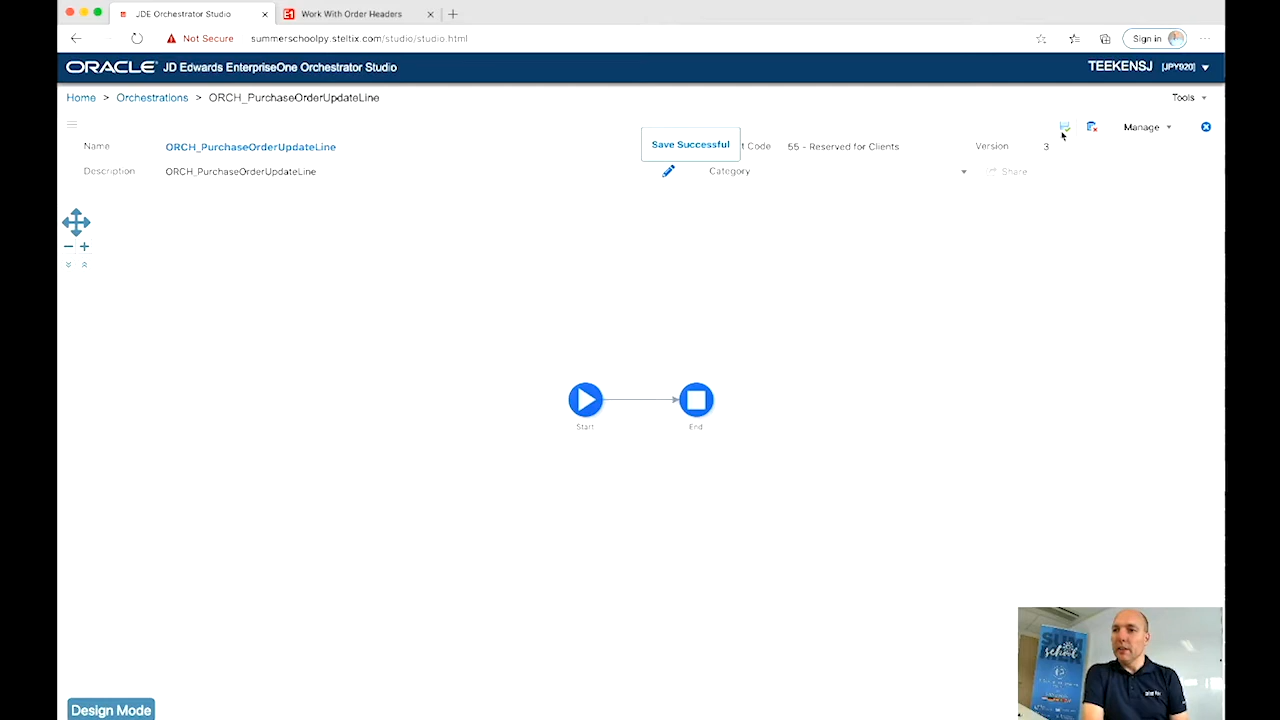 JDE Orchestrator Studio
Work With Order Headers
Not Secure
summerschoolpy.steltix.com/studio/studio.html
Sign in
ORACLE JD Edwards EnterpriseOne Orchestrator Studio
TEEKENSJ [JPY920]
Home > Orchestrations > ORCH_PurchaseOrderUpdateLine
Tools
Manage
Name ORCH_PurchaseOrderUpdateLine
Save Successful
t Code 55 - Reserved for Clients
Version 3
Description ORCH_PurchaseOrderUpdateLine
Category
Share
Start
End
SUM
school
Design Mode